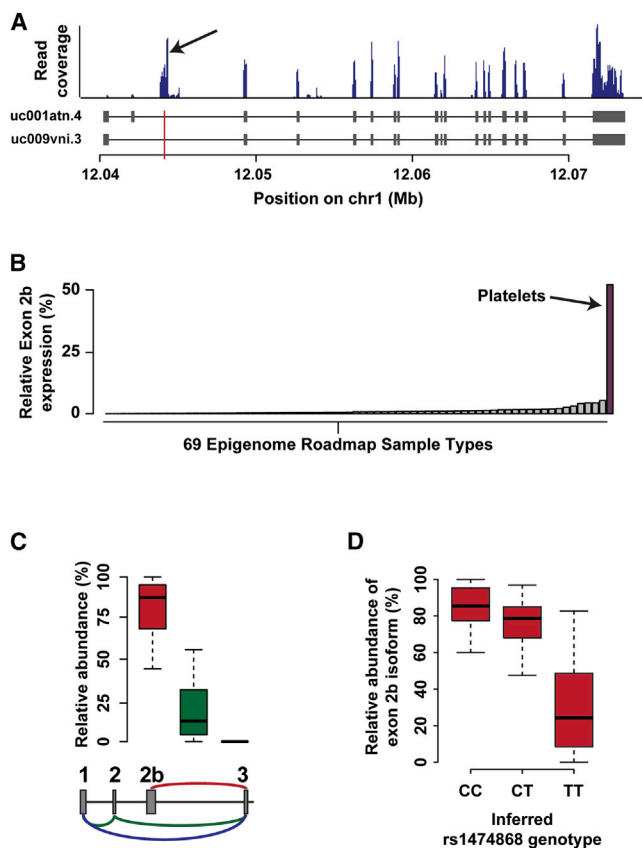 A
Read
coverage
uc001atn.4
uc009vni.3
12.04 12.05 12.06 12.07
Position on chr1 (Mb)
B
Relative Exon 2b
expression (%)
50
25
0
Platelets
69 Epigenome Roadmap Sample Types
C
Relative abundance (%)
100
75
50
25
0
1 2 2b 3
D
Relative abundance of
exon 2b isoform (%)
100
80
60
40
20
0
CC CT TT
Inferred
rs1474868 genotype